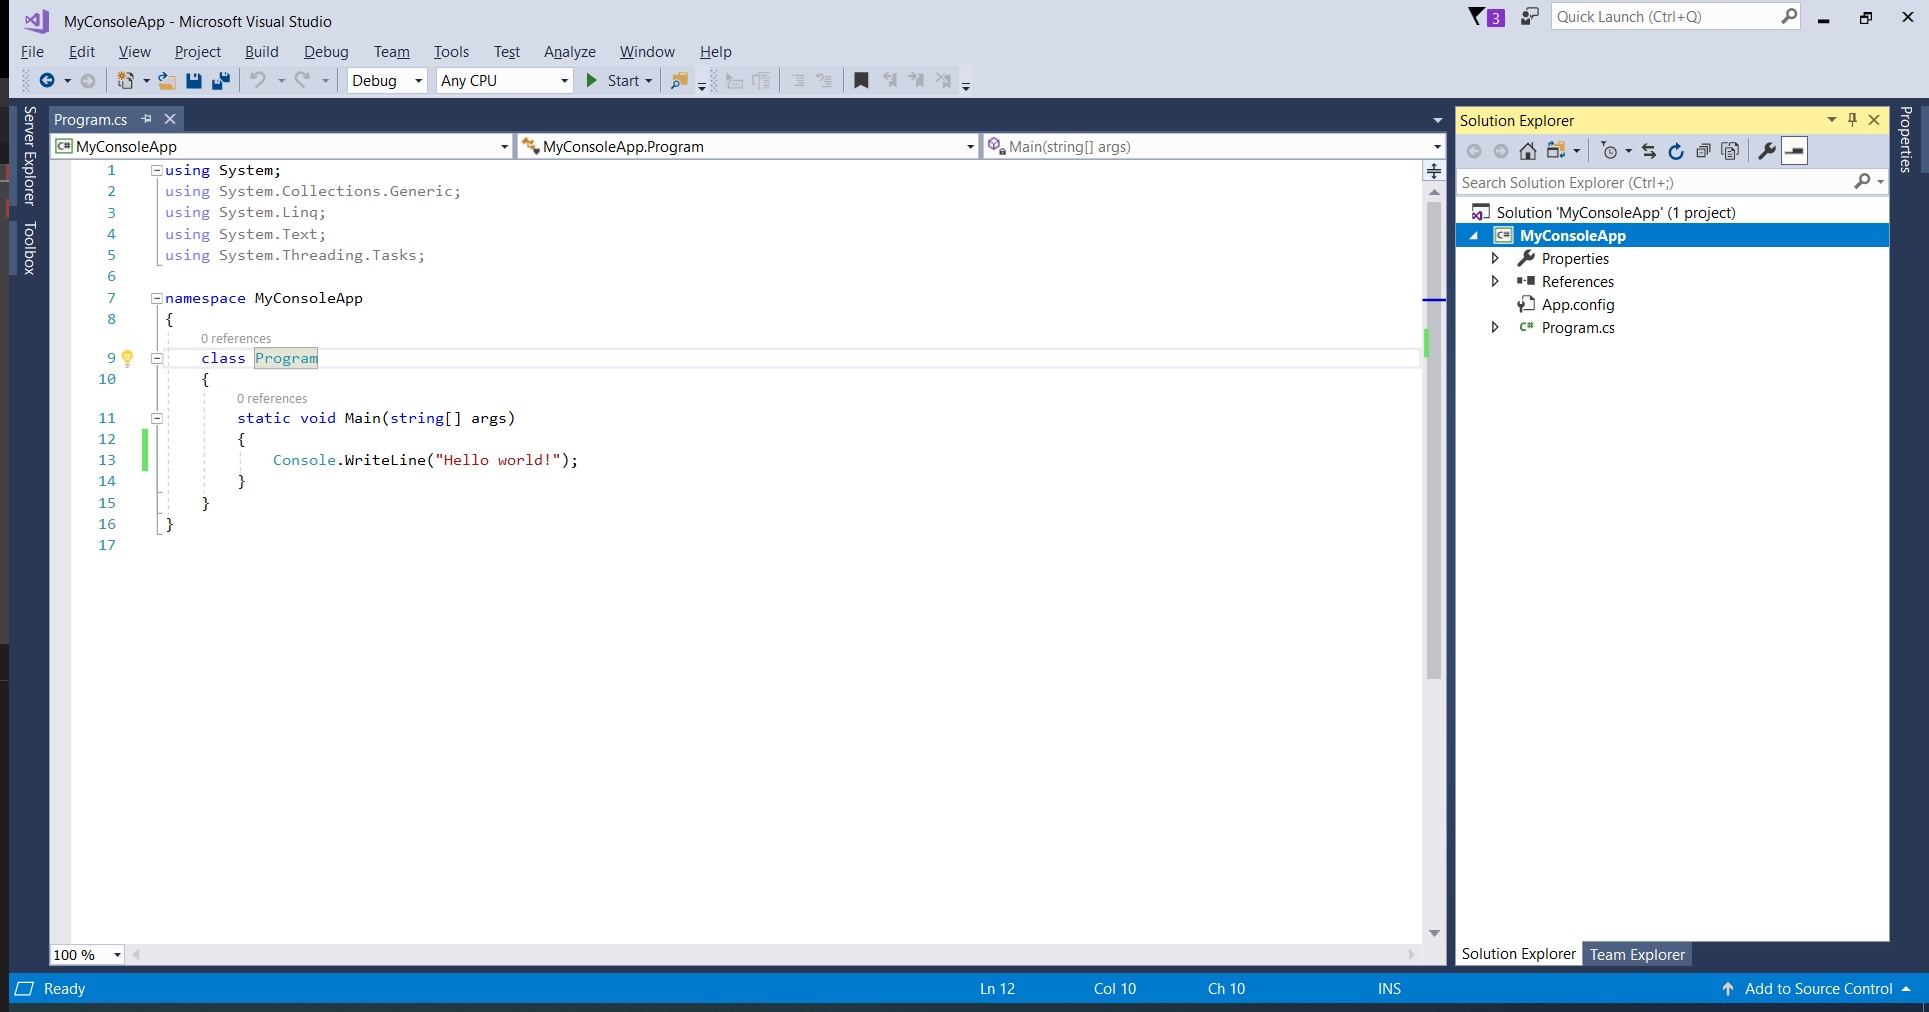 MyConsoleApp - Microsoft Visual Studio
3
Quick Launch (Ctrl+Q)
File Edit View Project Build Debug Team Tools Test Analyze Window Help
Debug Any CPU Start
Server Explorer
Toolbox
Program.cs
MyConsoleApp MyConsoleApp.Program Main(string[] args)
1 using System;
2 using System.Collections.Generic;
3 using System.Linq;
4 using System.Text;
5 using System.Threading.Tasks;
6
7 namespace MyConsoleApp
8 {
0 references
9 class Program
10 {
0 references
11 static void Main(string[] args)
12 {
13 Console.WriteLine("Hello world!");
14 }
15 }
16 }
17
100 %
Solution Explorer
Search Solution Explorer (Ctrl+;)
Solution 'MyConsoleApp' (1 project)
C# MyConsoleApp
Properties
References
App.config
C# Program.cs
Solution Explorer Team Explorer
Properties
Ready Ln 12 Col 10 Ch 10 INS Add to Source Control